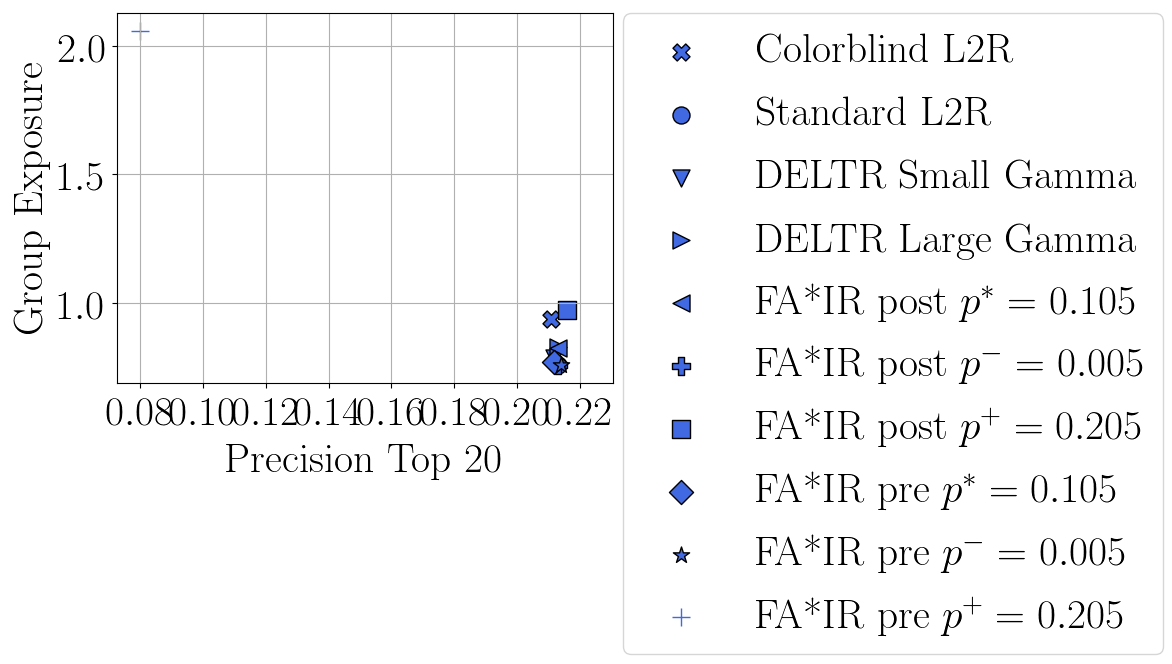 2.0
1.5
1.0
Group Exposure
0.08 0.10 0.12 0.14 0.16 0.18 0.20 0.22
Precision Top 20
Colorblind L2R
Standard L2R
DELTR Small Gamma
DELTR Large Gamma
FA*IR post p* = 0.105
FA*IR post p⁻ = 0.005
FA*IR post p⁺ = 0.205
FA*IR pre p* = 0.105
FA*IR pre p⁻ = 0.005
FA*IR pre p⁺ = 0.205